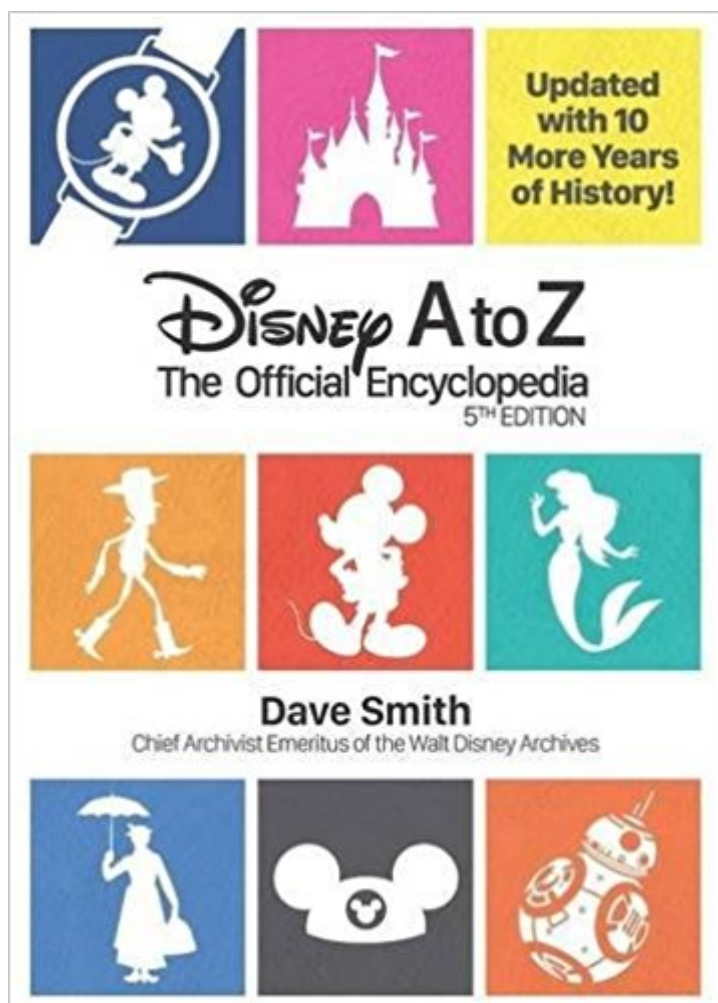 Updated
with 10
More Years
of History!
Disney A to Z
The Official Encyclopedia
5TH EDITION
Dave Smith
Chief Archivist Emeritus of the Walt Disney Archives